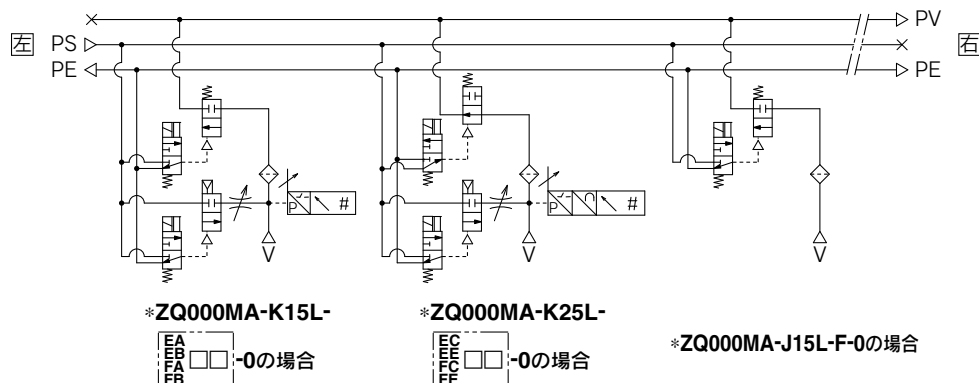 PV
左 PS 右
PE PE
P #
P #
V V V
*ZQ000MA-K15L-
EA
EB
FA
FB
□□ -0の場合
*ZQ000MA-K25L-
EC
EE
FC
FE
□□ -0の場合
*ZQ000MA-J15L-F-0の場合